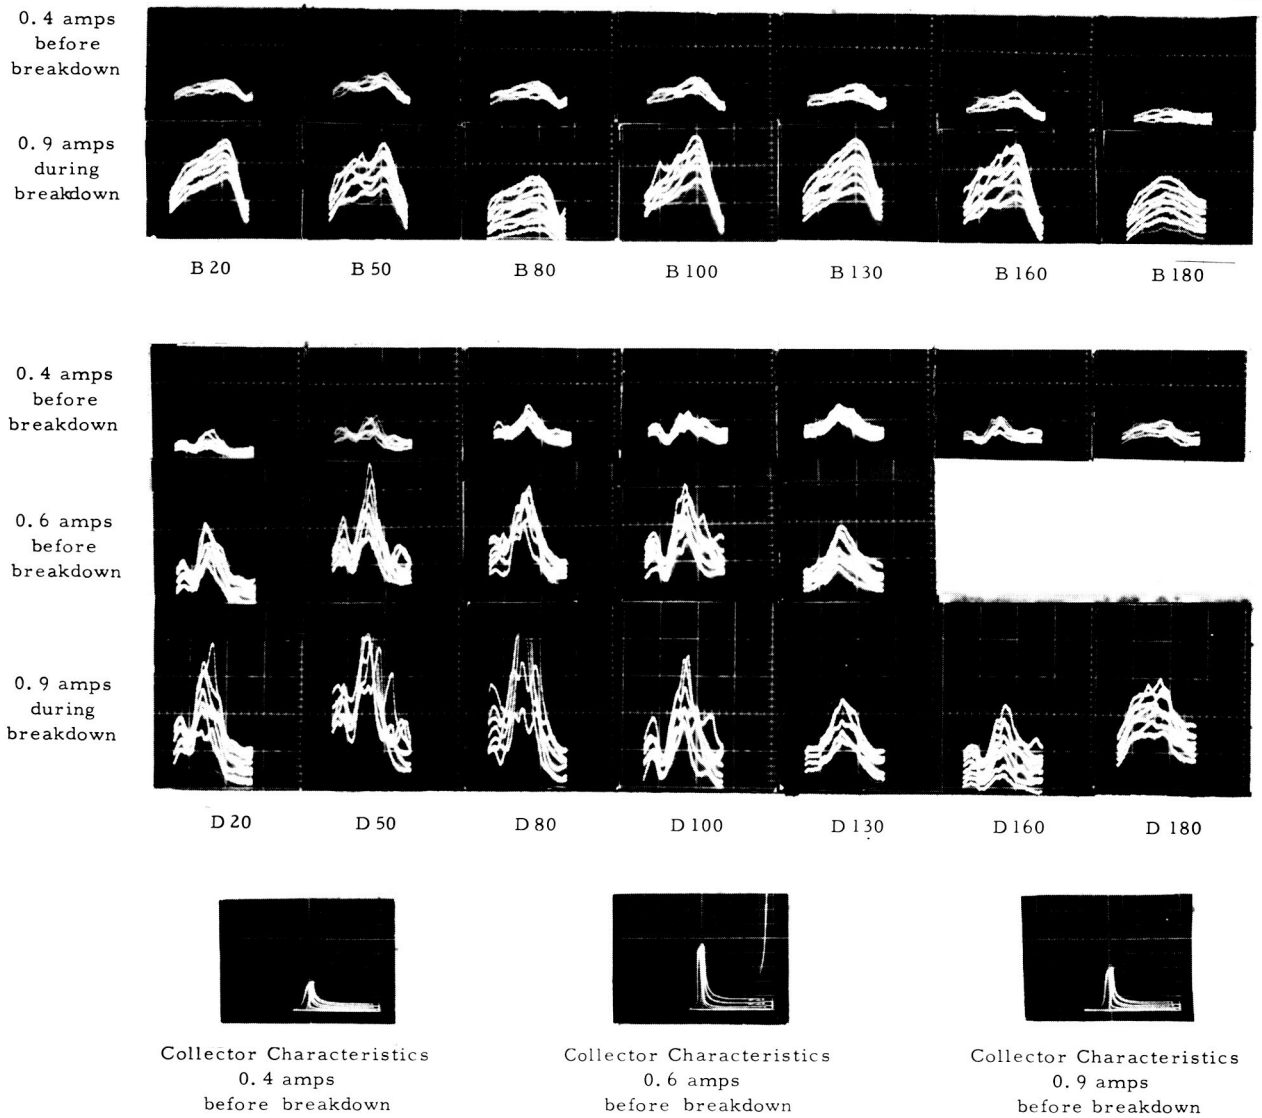 0.4 amps
before
breakdown
0.9 amps
during
breakdown
B 20 B 50 B 80 B 100 B 130 B 160 B 180
0.4 amps
before
breakdown
0.6 amps
before
breakdown
0.9 amps
during
breakdown
D 20 D 50 D 80 D 100 D 130 D 160 D 180
Collector Characteristics
0.4 amps
before breakdown
Collector Characteristics
0.6 amps
before breakdown
Collector Characteristics
0.9 amps
before breakdown